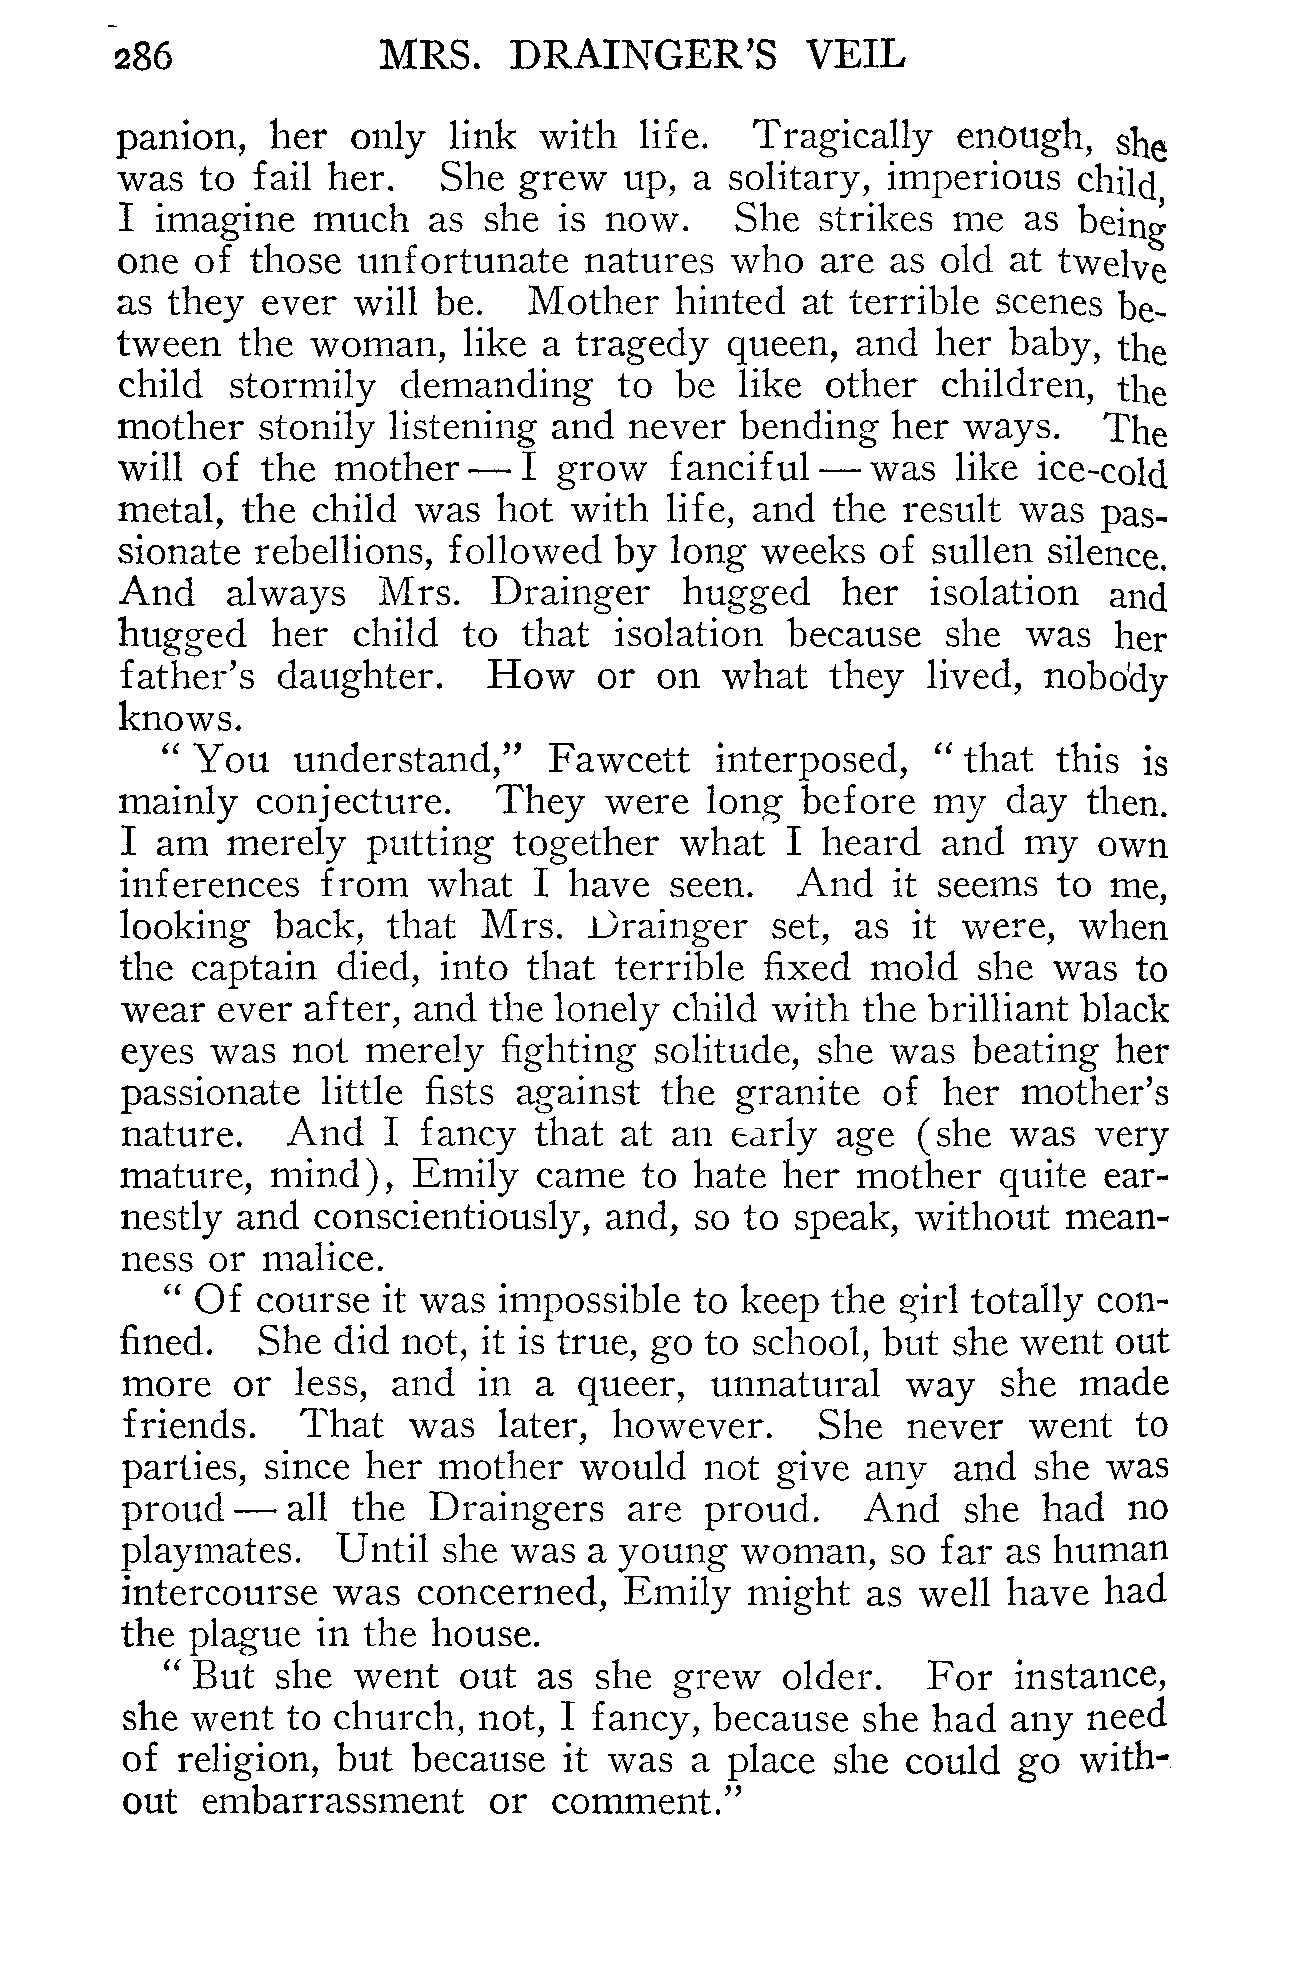 286 MRS. DRAINGER'S VEIL
panion, her only link with life. Tragically enough, she
was to fail her. She grew up, a solitary, imperious child,
I imagine much as she is now. She strikes me as being
one of those unfortunate natures who are as old at twelve
as they ever will be. Mother hinted at terrible scenes be-
tween the woman, like a tragedy queen, and her baby, the
child stormily demanding to be like other children, the
mother stonily listening and never bending her ways. The
will of the mother — I grow fanciful — was like ice-cold
metal, the child was hot with life, and the result was pas-
sionate rebellions, followed by long weeks of sullen silence.
And always Mrs. Drainger hugged her isolation and
hugged her child to that isolation because she was her
father's daughter. How or on what they lived, nobody
knows.
“ You understand,” Fawcett interposed, “ that this is
mainly conjecture. They were long before my day then.
I am merely putting together what I heard and my own
inferences from what I have seen. And it seems to me,
looking back, that Mrs. Drainger set, as it were, when
the captain died, into that terrible fixed mold she was to
wear ever after, and the lonely child with the brilliant black
eyes was not merely fighting solitude, she was beating her
passionate little fists against the granite of her mother's
nature. And I fancy that at an early age (she was very
mature, mind), Emily came to hate her mother quite ear-
nestly and conscientiously, and, so to speak, without mean-
ness or malice.
“ Of course it was impossible to keep the girl totally con-
fined. She did not, it is true, go to school, but she went out
more or less, and in a queer, unnatural way she made
friends. That was later, however. She never went to
parties, since her mother would not give any and she was
proud — all the Draingers are proud. And she had no
playmates. Until she was a young woman, so far as human
intercourse was concerned, Emily might as well have had
the plague in the house.
“ But she went out as she grew older. For instance,
she went to church, not, I fancy, because she had any need
of religion, but because it was a place she could go with-
out embarrassment or comment.”